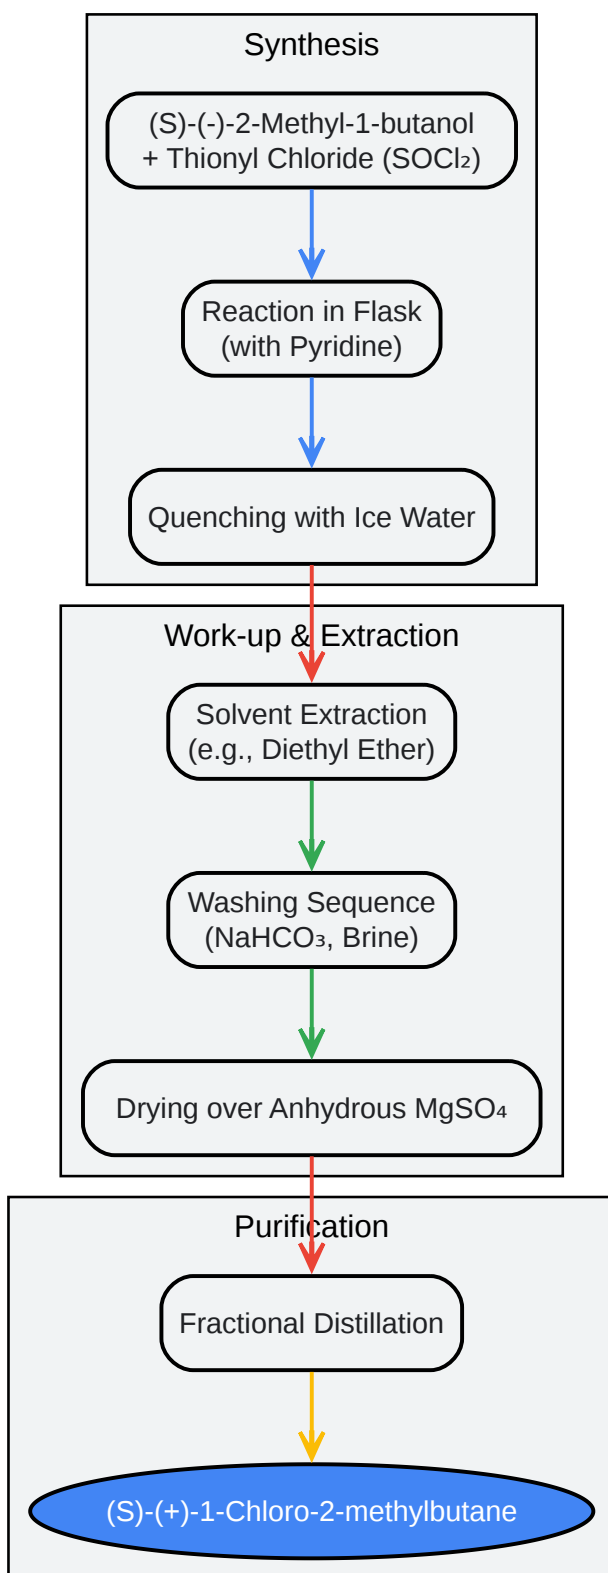 Synthesis
(S)-(-)-2-Methyl-1-butanol
+ Thionyl Chloride (SOCl₂)
Reaction in Flask
(with Pyridine)
Quenching with Ice Water
Work-up & Extraction
Solvent Extraction
(e.g., Diethyl Ether)
Washing Sequence
(NaHCO₃, Brine)
Drying over Anhydrous MgSO₄
Purification
Fractional Distillation
(S)-(+)-1-Chloro-2-methylbutane